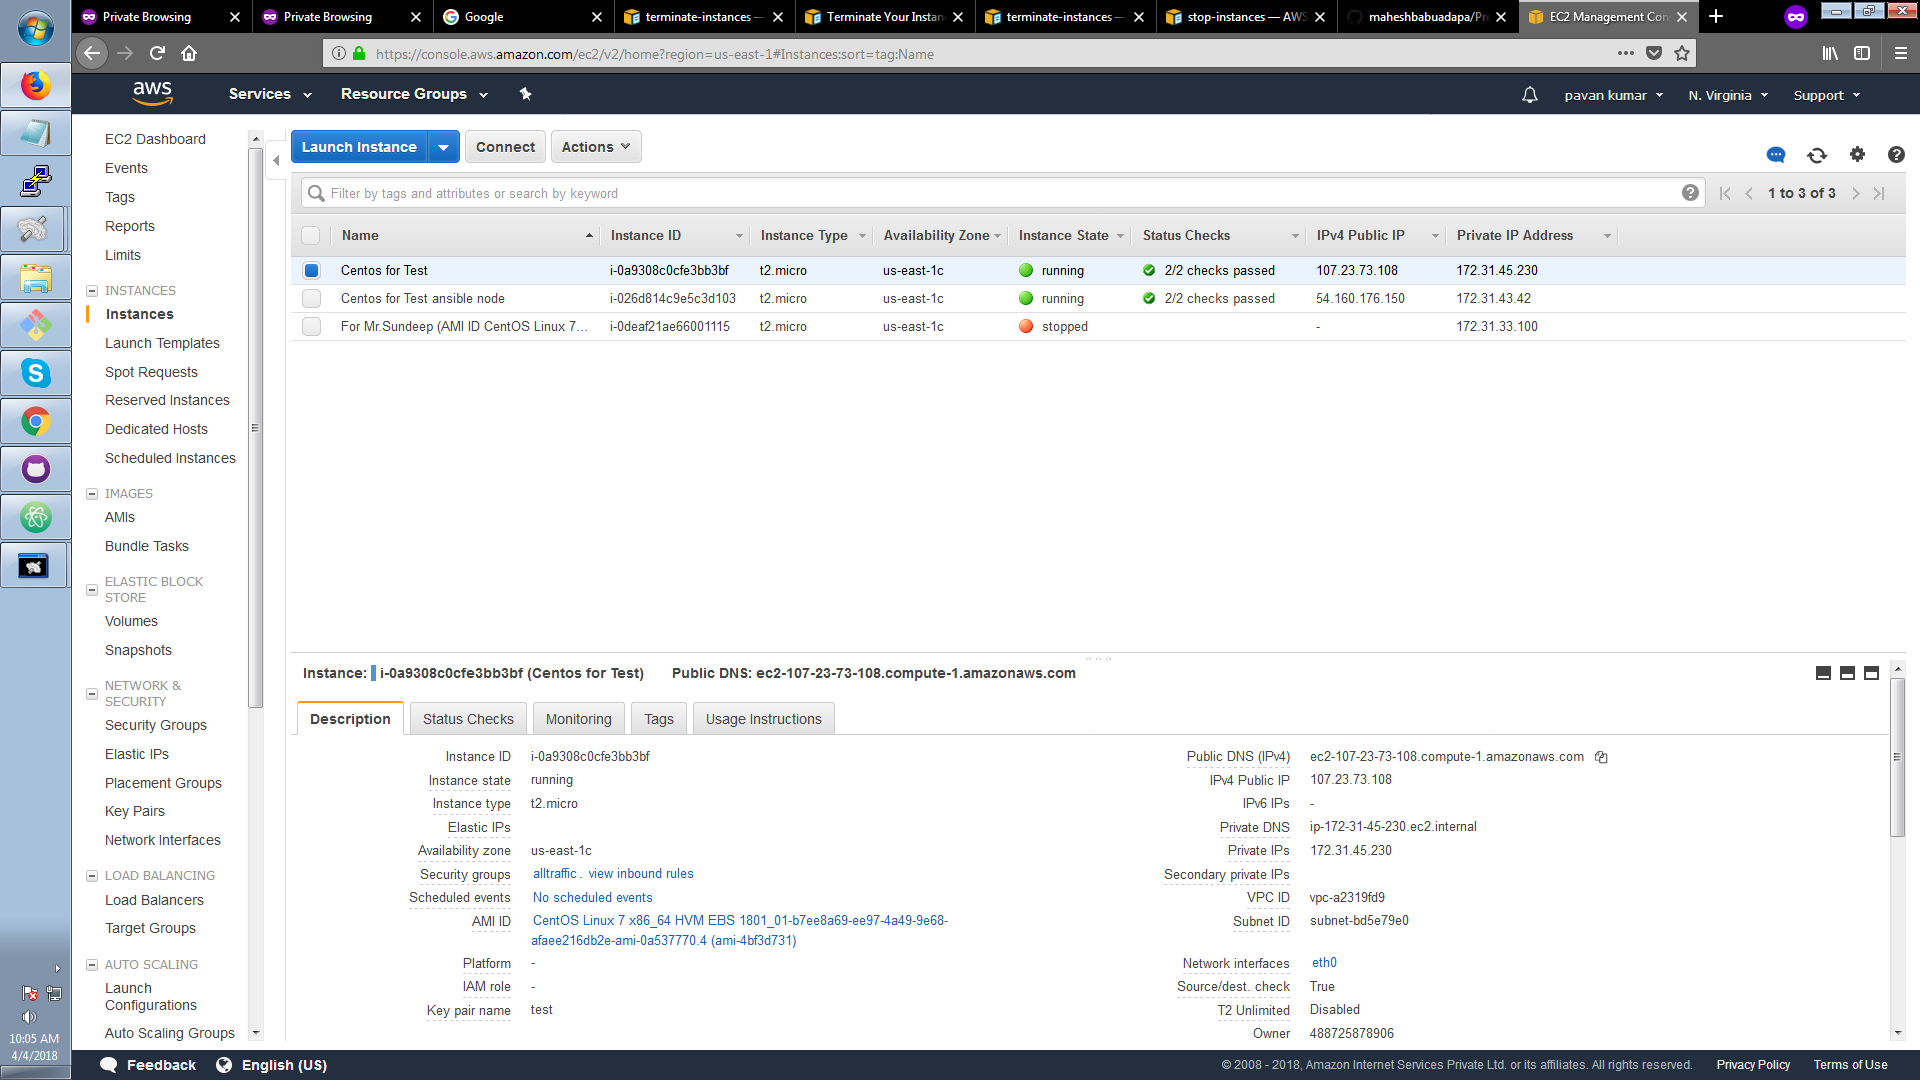 Private Browsing
Private Browsing
Google
terminate-instances —
Terminate Your Instan
terminate-instances —
stop-instances — AWS
maheshbabuadapa/Pr
EC2 Management Con
https://console.aws.amazon.com/ec2/v2/home?region=us-east-1#Instances:sort=tag:Name
aws
Services
Resource Groups
pavan kumar
N. Virginia
Support
EC2 Dashboard
Events
Tags
Reports
Limits
INSTANCES
Instances
Launch Templates
Spot Requests
Reserved Instances
Dedicated Hosts
Scheduled Instances
IMAGES
AMIs
Bundle Tasks
ELASTIC BLOCK
STORE
Volumes
Snapshots
NETWORK &
SECURITY
Security Groups
Elastic IPs
Placement Groups
Key Pairs
Network Interfaces
LOAD BALANCING
Load Balancers
Target Groups
AUTO SCALING
Launch
Configurations
Auto Scaling Groups
Launch Instance
Connect
Actions
Filter by tags and attributes or search by keyword
1 to 3 of 3
Name Instance ID Instance Type Availability Zone Instance State Status Checks IPv4 Public IP Private IP Address
Centos for Test i-0a9308c0cfe3bb3bf t2.micro us-east-1c running 2/2 checks passed 107.23.73.108 172.31.45.230
Centos for Test ansible node i-026d814c9e5c3d103 t2.micro us-east-1c running 2/2 checks passed 54.160.176.150 172.31.43.42
For Mr.Sundeep (AMI ID CentOS Linux 7... i-0deaf21ae66001115 t2.micro us-east-1c stopped - 172.31.33.100
Instance: i-0a9308c0cfe3bb3bf (Centos for Test) Public DNS: ec2-107-23-73-108.compute-1.amazonaws.com
Description
Status Checks
Monitoring
Tags
Usage Instructions
Instance ID i-0a9308c0cfe3bb3bf
Instance state running
Instance type t2.micro
Elastic IPs
Availability zone us-east-1c
Security groups alltraffic . view inbound rules
Scheduled events No scheduled events
AMI ID CentOS Linux 7 x86_64 HVM EBS 1801_01-b7ee8a69-ee97-4a49-9e68-
afaee216db2e-ami-0a537770.4 (ami-4bf3d731)
Platform -
IAM role -
Key pair name test
Public DNS (IPv4) ec2-107-23-73-108.compute-1.amazonaws.com
IPv4 Public IP 107.23.73.108
IPv6 IPs -
Private DNS ip-172-31-45-230.ec2.internal
Private IPs 172.31.45.230
Secondary private IPs
VPC ID vpc-a2319fd9
Subnet ID subnet-bd5e79e0
Network interfaces eth0
Source/dest. check True
T2 Unlimited Disabled
Owner 488725878906
10:05 AM
4/4/2018
Feedback
English (US)
© 2008 - 2018, Amazon Internet Services Private Ltd. or its affiliates. All rights reserved.
Privacy Policy
Terms of Use